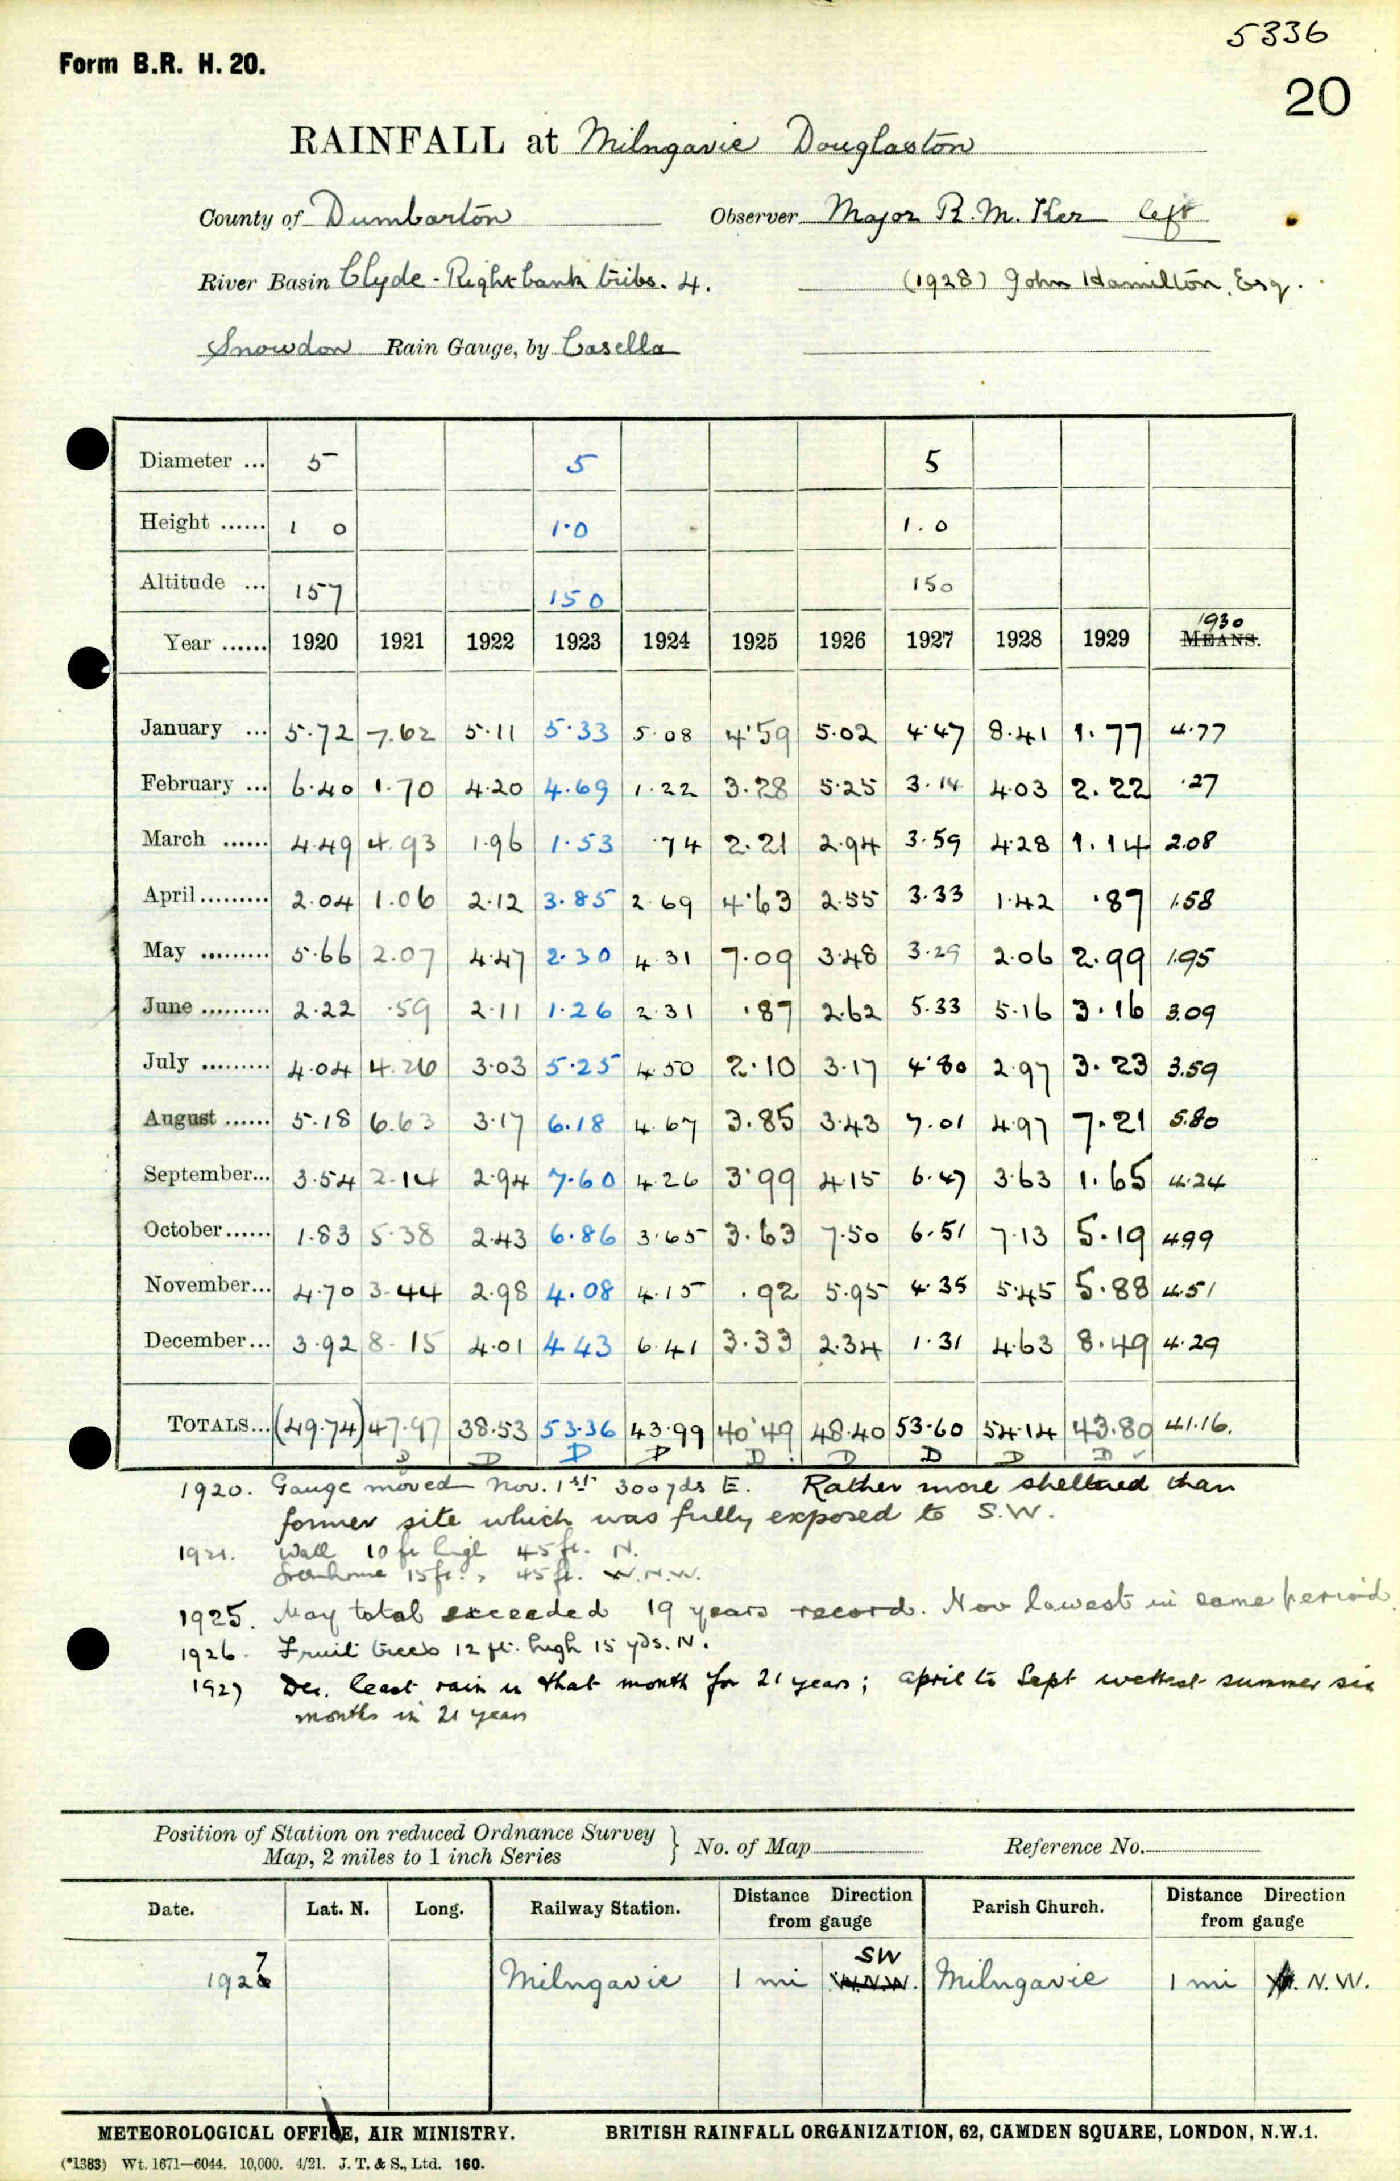 5336
Form B.R. H. 20.
20
RAINFALL at Milngavie Douglaston
County of Dumbarton Observer Major R. M. Ker left
River Basin Clyde - Right bank tribs. 4. (1928) John Hamilton, Esq.
Snowdon Rain Gauge, by Casella
Diameter ... 5 5 5
Height ...... 1 0 1.0 1.0
Altitude ... 157 150 150
1930
Year ...... 1920 1921 1922 1923 1924 1925 1926 1927 1928 1929 MEANS.
January ... 5.72 7.62 5.11 5.33 5.08 4.59 5.02 4.47 8.41 1.77 4.77
February ... 6.40 1.70 4.20 4.69 1.22 3.28 5.25 3.14 4.03 2.22 .27
March ...... 4.49 4.93 1.96 1.53 .74 2.21 2.94 3.59 4.28 1.14 2.08
April ......... 2.04 1.06 2.12 3.85 2.69 4.63 2.55 3.33 1.42 .87 1.58
May ......... 5.66 2.07 4.47 2.30 4.31 7.09 3.48 3.29 2.06 2.99 1.95
June ......... 2.22 .59 2.11 1.26 2.31 .87 2.62 5.33 5.16 3.16 3.09
July ......... 4.04 4.26 3.03 5.25 4.50 2.10 3.17 4.80 2.97 3.23 3.59
August ...... 5.18 6.63 3.17 6.18 4.67 3.85 3.43 7.01 4.97 7.21 5.80
September... 3.54 2.14 2.94 7.60 4.26 3.99 4.15 6.47 3.63 1.65 4.24
October ...... 1.83 5.38 2.43 6.86 3.65 3.63 7.50 6.51 7.13 5.19 4.99
November... 4.70 3.44 2.98 4.08 4.15 .92 5.95 4.35 5.45 5.88 4.51
December... 3.92 8.15 4.01 4.43 6.41 3.33 2.34 1.31 4.63 8.49 4.29
TOTALS... (49.74) 47.97 38.53 53.36 43.99 40.49 48.40 53.60 54.14 43.80 41.16.
D D D D D D D D D
1920. Gauge moved Nov. 1st 300 yds E. Rather more sheltered than
former site which was fully exposed to S.W.
1921. Wall 10 ft high 45 ft. N.
Greenhouse 15 ft. , 45 ft. W.N.W.
1925. May total exceeded 19 years record. Nov lowest in same period
1926. Fruit trees 12 ft. high 15 yds. N.
1927 Dec. least rain in that month for 21 years; April to Sept wettest summer six
months in 21 years
Position of Station on reduced Ordnance Survey
Map, 2 miles to 1 inch Series } No. of Map Reference No.
Date. Lat. N. Long. Railway Station. Distance Direction from gauge Parish Church. Distance Direction from gauge
7 SW
1926 Milngavie 1 mi W.N.W. Milngavie 1 mi N.W.
METEOROLOGICAL OFFICE, AIR MINISTRY. BRITISH RAINFALL ORGANIZATION, 62, CAMDEN SQUARE, LONDON, N.W.1.
(*1383) Wt. 1671—6044. 10,000. 4/21. J. T. & S., Ltd. 160.